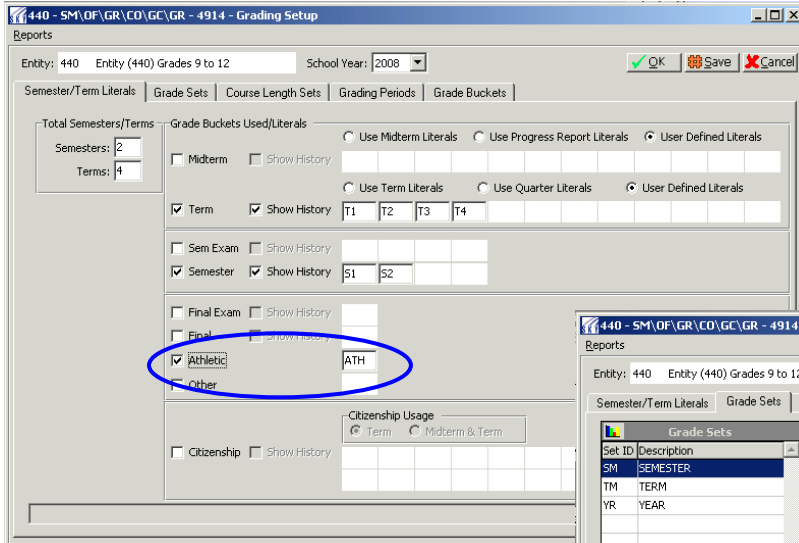 440 - SM\OF\GR\CO\GC\GR - 4914 - Grading Setup
Reports
Entity: 440 Entity (440) Grades 9 to 12 School Year: 2008 OK Save Cancel
Semester/Term Literals Grade Sets Course Length Sets Grading Periods Grade Buckets
Total Semesters/Terms
Semesters: 2
Terms: 4
Grade Buckets Used/Literals
Use Midterm Literals Use Progress Report Literals User Defined Literals
Midterm Show History
Use Term Literals Use Quarter Literals User Defined Literals
Term Show History T1 T2 T3 T4
Sem Exam Show History
Semester Show History S1 S2
Final Exam Show History
Final Show History
Athletic ATH
Other
Citizenship Usage
Term Midterm & Term
Citizenship Show History
440 - SM\OF\GR\CO\GC\GR - 4914
Reports
Entity: 440 Entity (440) Grades 9 to 12
Semester/Term Literals Grade Sets
Grade Sets
Set ID Description
SM SEMESTER
TM TERM
YR YEAR